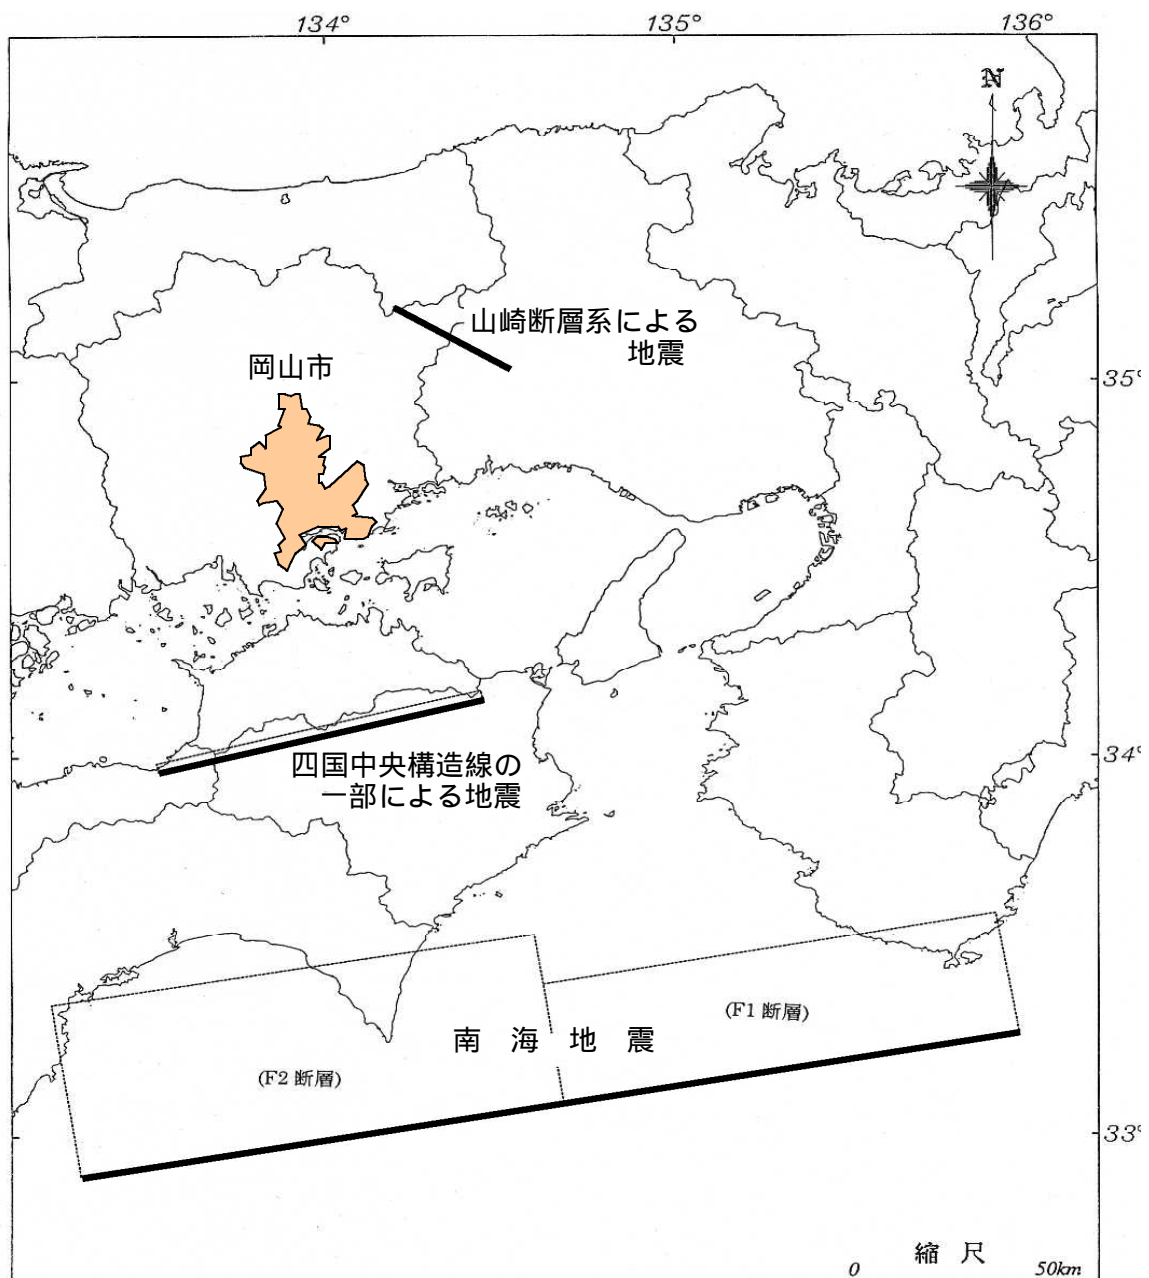 134°
135°
136°
N
山崎断層系による
地震
岡山市
35°
四国中央構造線の
一部による地震
34°
(F1 断層)
南 海 地 震
(F2 断層)
33°
縮 尺
0
50km